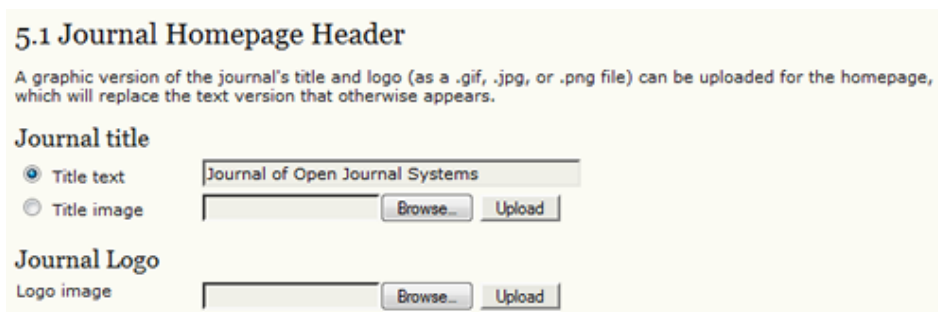 5.1 Journal Homepage Header
A graphic version of the journal's title and logo (as a .gif, .jpg, or .png file) can be uploaded for the homepage,
which will replace the text version that otherwise appears.
Journal title
Title text Journal of Open Journal Systems
Title image Browse... Upload
Journal Logo
Logo image Browse... Upload